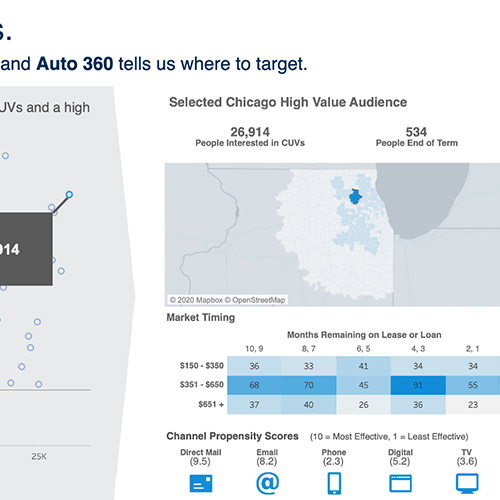 s.
and Auto 360 tells us where to target.
UVs and a high
914
25K
Selected Chicago High Value Audience
26,914 534
People Interested in CUVs People End of Term
© 2020 Mapbox © OpenStreetMap
Market Timing
Months Remaining on Lease or Loan
10, 9 8, 7 6, 5 4, 3 2, 1
$150 - $350 36 33 41 34 34
$351 - $650 68 70 45 91 55
$651 + 37 40 26 36 23
Channel Propensity Scores (10 = Most Effective, 1 = Least Effective)
Direct Mail Email Phone Digital TV
(9.5) (8.2) (2.3) (5.2) (3.6)
@